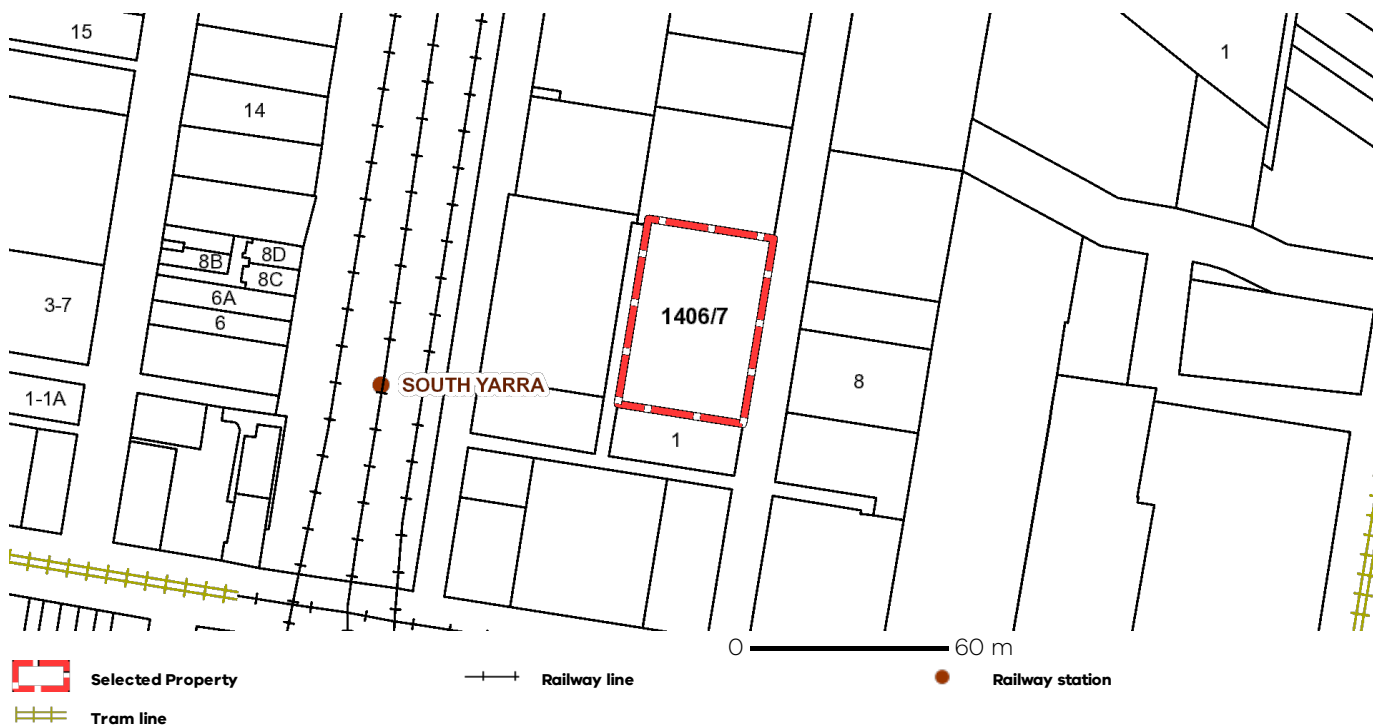 15
1
14
8B
8D
8C
6A
3-7
6
1406/7
SOUTH YARRA
8
1-1A
1
0 60 m
Selected Property
Railway line
Railway station
Tram line